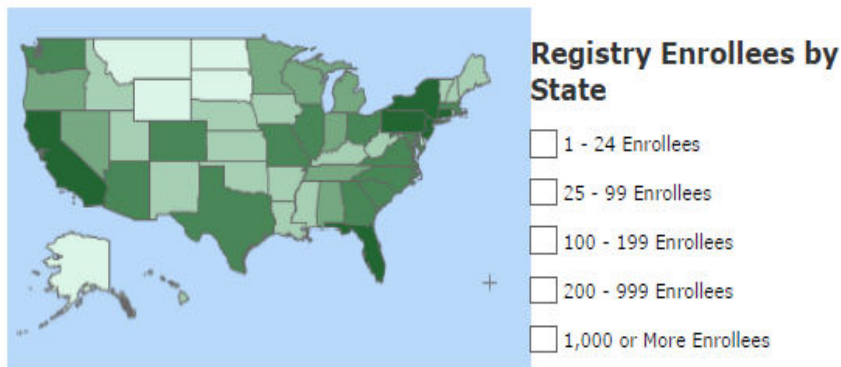 Registry Enrollees by
State
1 - 24 Enrollees
25 - 99 Enrollees
100 - 199 Enrollees
200 - 999 Enrollees
1,000 or More Enrollees